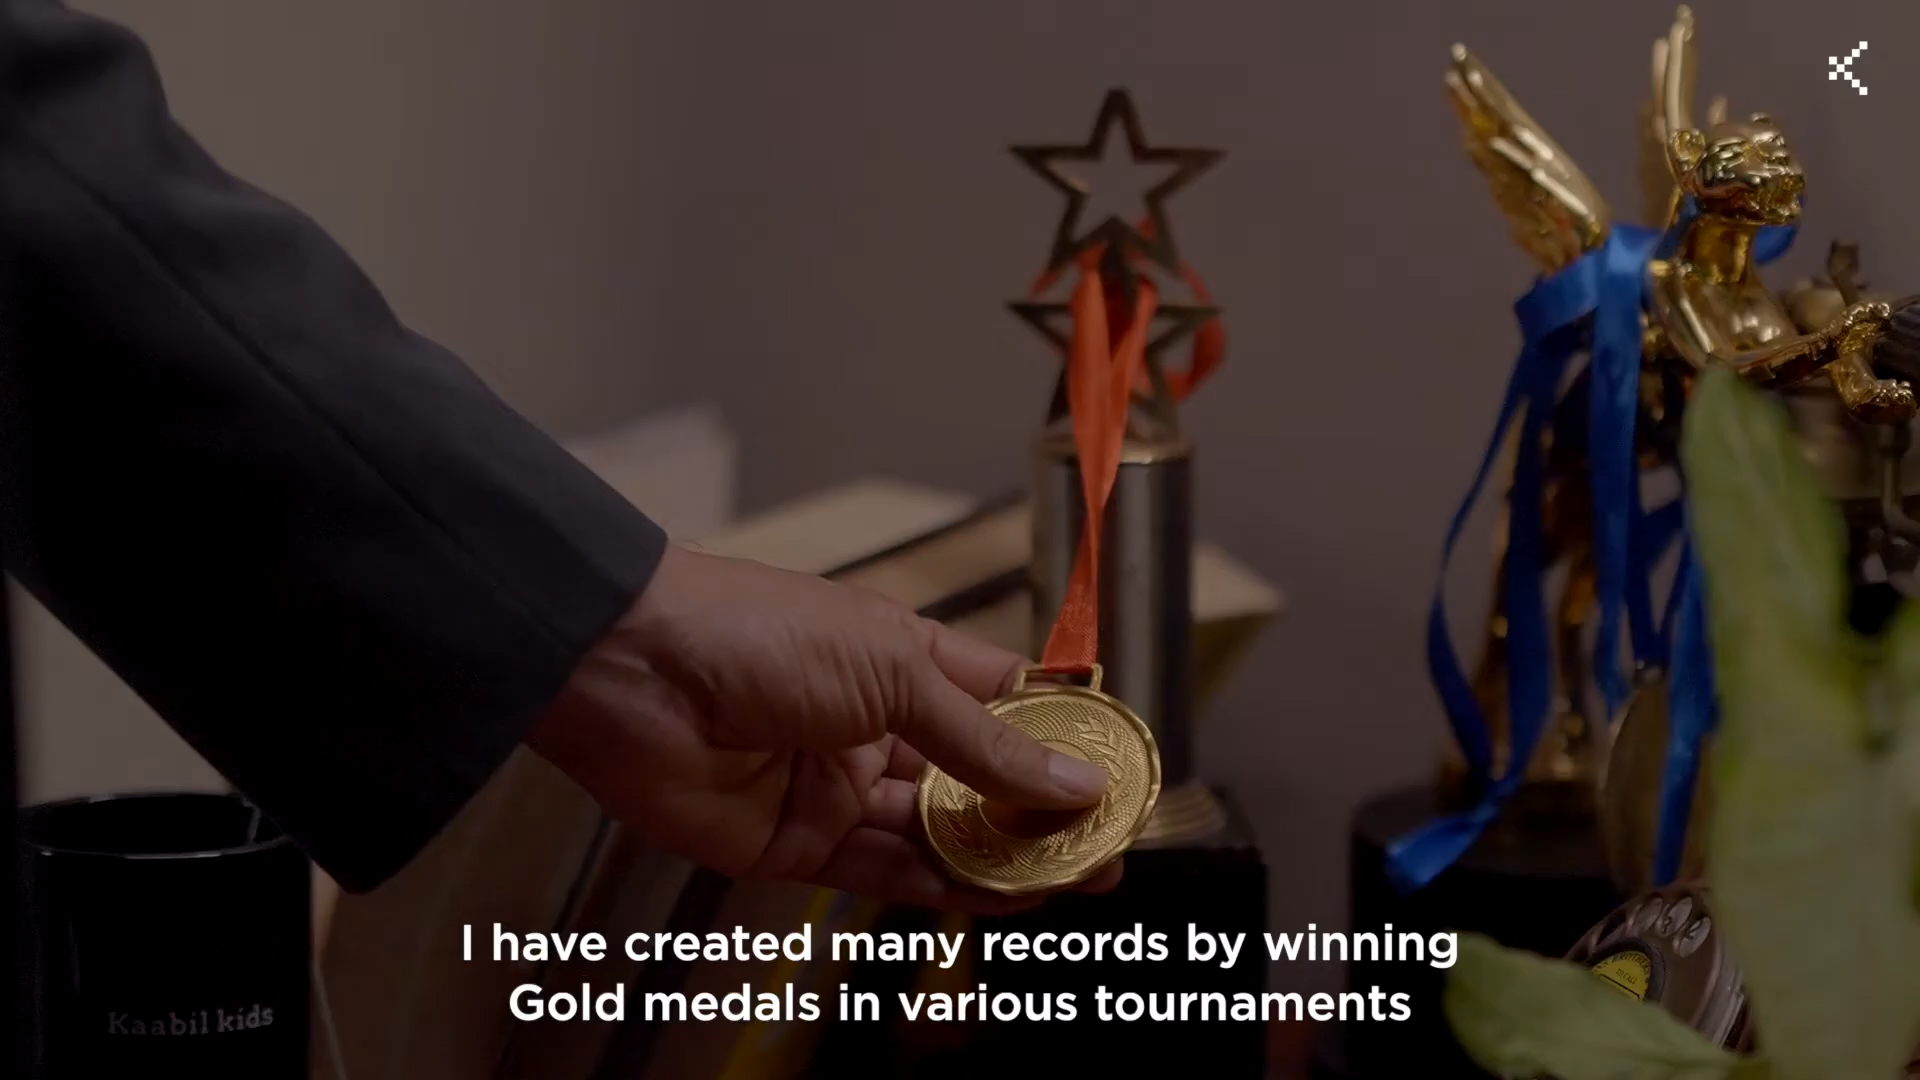 I have created many records by winning
Gold medals in various tournaments
Kaabil kids